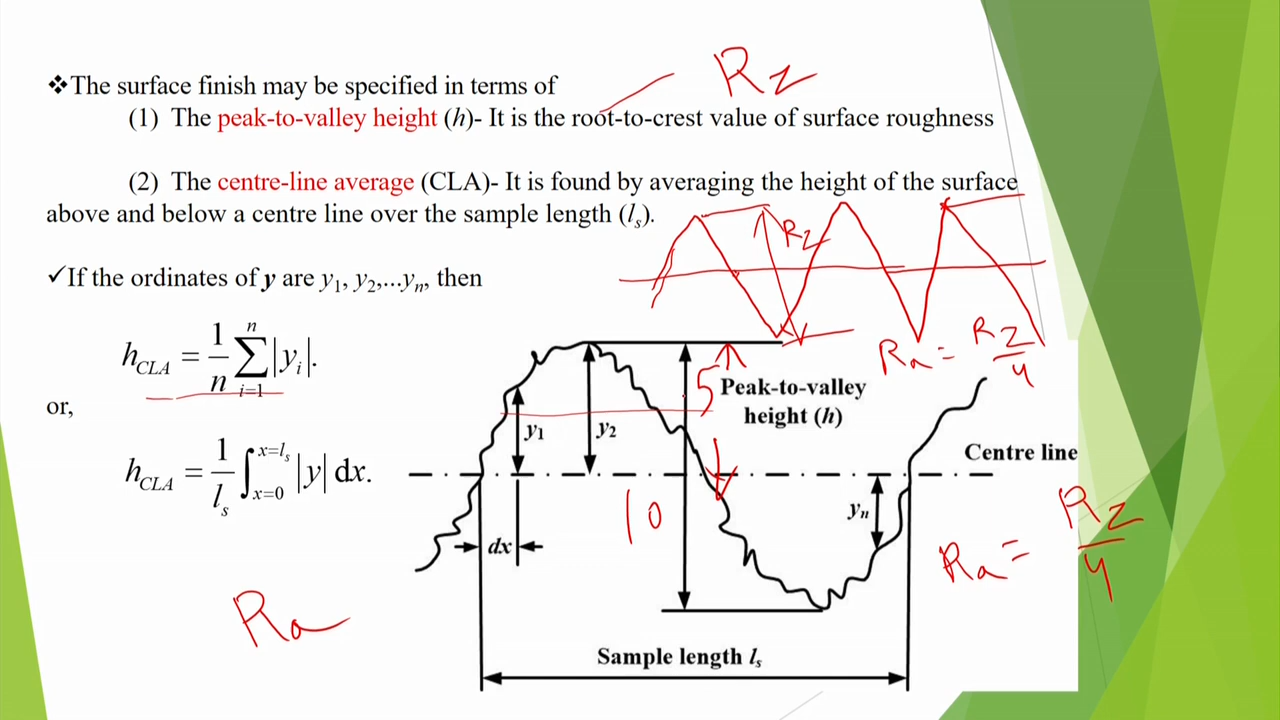 ❖The surface finish may be specified in terms of
Rz
(1) The peak-to-valley height (h)- It is the root-to-crest value of surface roughness
(2) The centre-line average (CLA)- It is found by averaging the height of the surface
above and below a centre line over the sample length (lₛ).
Rz
✓If the ordinates of y are y₁, y₂,...yₙ, then
h_CLA = 1/n ∑_{i=1}^{n} |yᵢ|.
Ra = Rz/4
or,
5
Peak-to-valley
height (h)
y₁
y₂
Centre line
h_CLA = 1/lₛ ∫_{x=0}^{x=lₛ} |y| dx.
10
yₙ
dx
Ra = Rz/4
Ra
Sample length lₛ